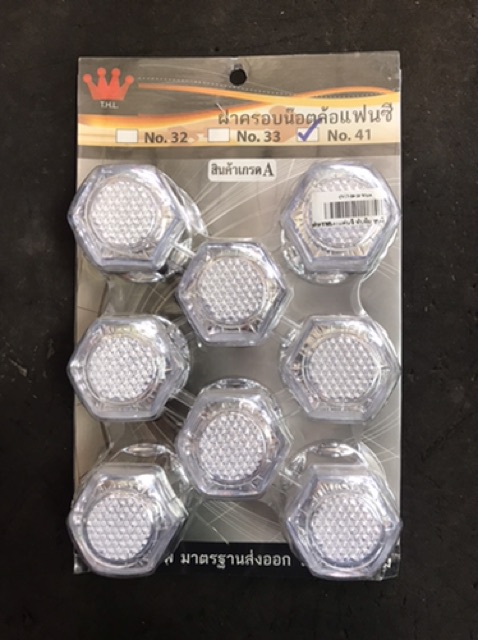 T.H.L.
ฝาครอบน๊อตล้อแฟนซี
No. 32 No. 33 No. 41
สินค้าเกรดA
มาตรฐานส่งออก